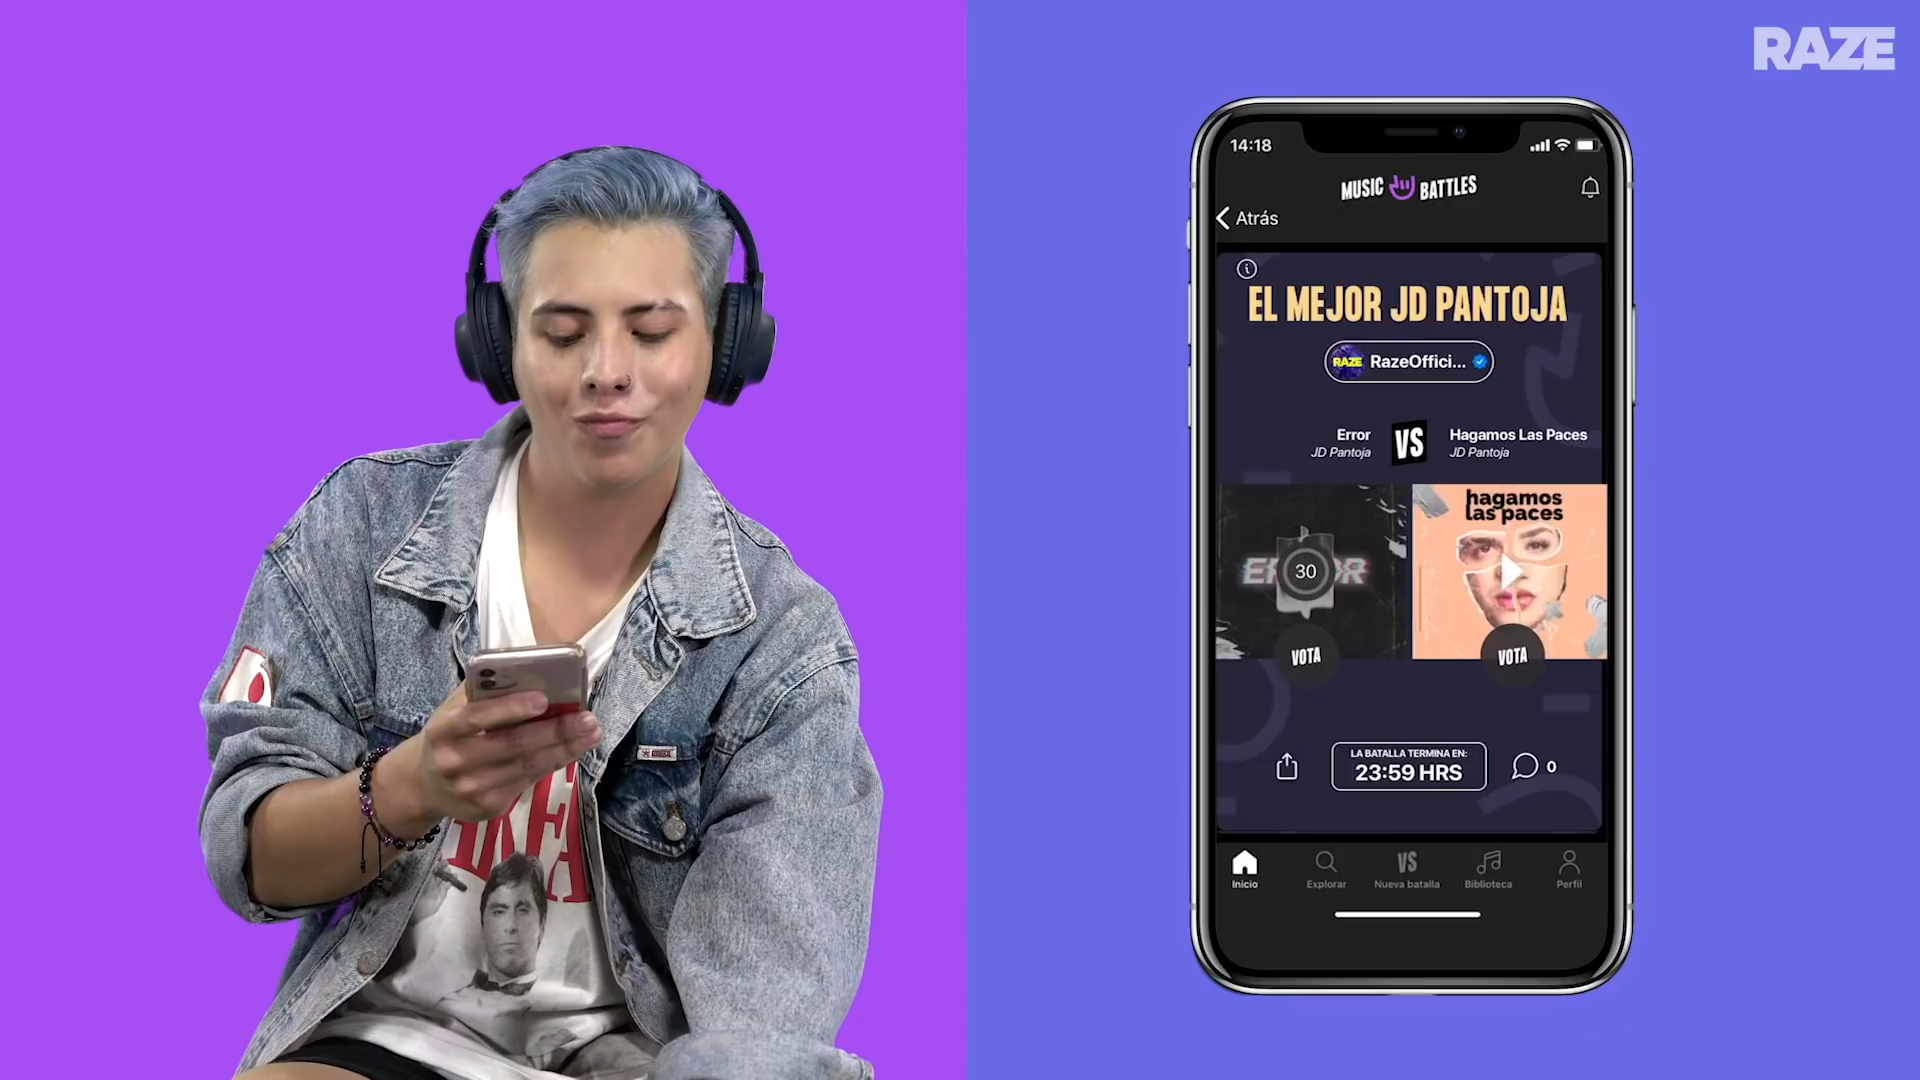 RAZE
14:18
MUSIC BATTLES
Atrás
EL MEJOR JD PANTOJA
RAZE RazeOffici...
Error VS Hagamos Las Paces
JD Pantoja JD Pantoja
hagamos
las paces
30
VOTA VOTA
LA BATALLA TERMINA EN:
23:59 HRS
0
VS
Inicio Explorar Nueva batalla Biblioteca Perfil